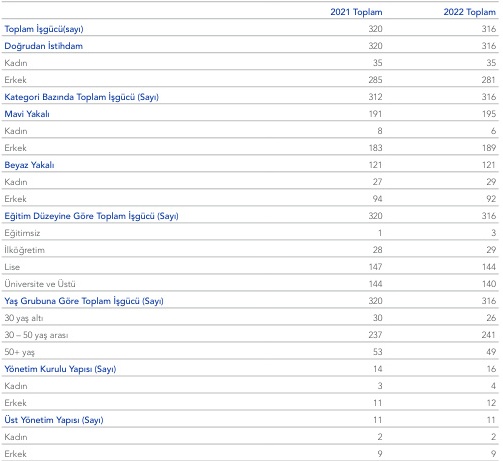 2021 Toplam 2022 Toplam
Toplam İşgücü(sayı) 320 316
Doğrudan İstihdam 320 316
Kadın 35 35
Erkek 285 281
Kategori Bazında Toplam İşgücü (Sayı) 312 316
Mavi Yakalı 191 195
Kadın 8 6
Erkek 183 189
Beyaz Yakalı 121 121
Kadın 27 29
Erkek 94 92
Eğitim Düzeyine Göre Toplam İşgücü (Sayı) 320 316
Eğitimsiz 1 3
İlköğretim 28 29
Lise 147 144
Üniversite ve Üstü 144 140
Yaş Grubuna Göre Toplam İşgücü (Sayı) 320 316
30 yaş altı 30 26
30 – 50 yaş arası 237 241
50+ yaş 53 49
Yönetim Kurulu Yapısı (Sayı) 14 16
Kadın 3 4
Erkek 11 12
Üst Yönetim Yapısı (Sayı) 11 11
Kadın 2 2
Erkek 9 9